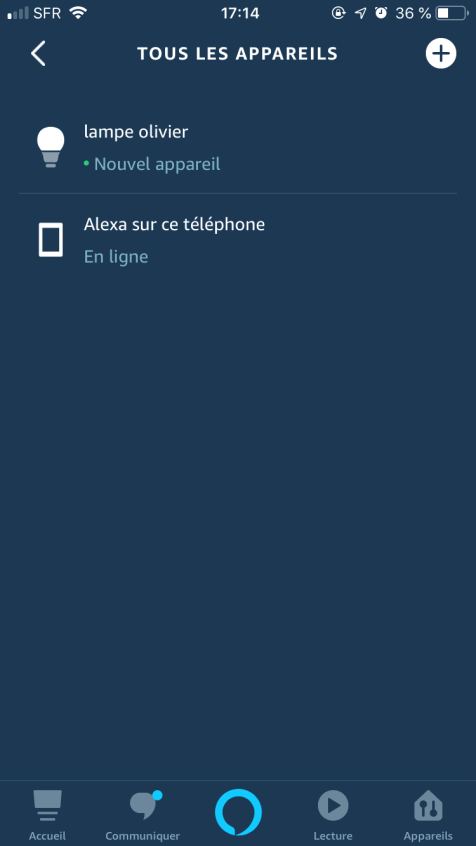 SFR 17:14 36 %
TOUS LES APPAREILS
lampe olivier
Nouvel appareil
Alexa sur ce téléphone
En ligne
Accueil Communiquer Lecture Appareils